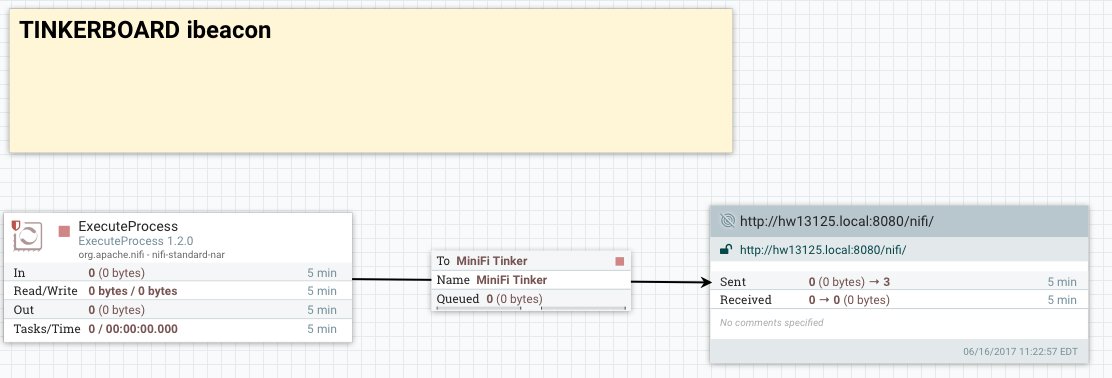 TINKERBOARD ibeacon
ExecuteProcess
ExecuteProcess 1.2.0
org.apache.nifi - nifi-standard-nar
In 0 (0 bytes) 5 min
Read/Write 0 bytes / 0 bytes 5 min
Out 0 (0 bytes) 5 min
Tasks/Time 0 / 00:00:00.000 5 min
To MiniFi Tinker
Name MiniFi Tinker
Queued 0 (0 bytes)
http://hw13125.local:8080/nifi/
http://hw13125.local:8080/nifi/
Sent 0 (0 bytes) → 3 5 min
Received 0 → 0 (0 bytes) 5 min
No comments specified
06/16/2017 11:22:57 EDT